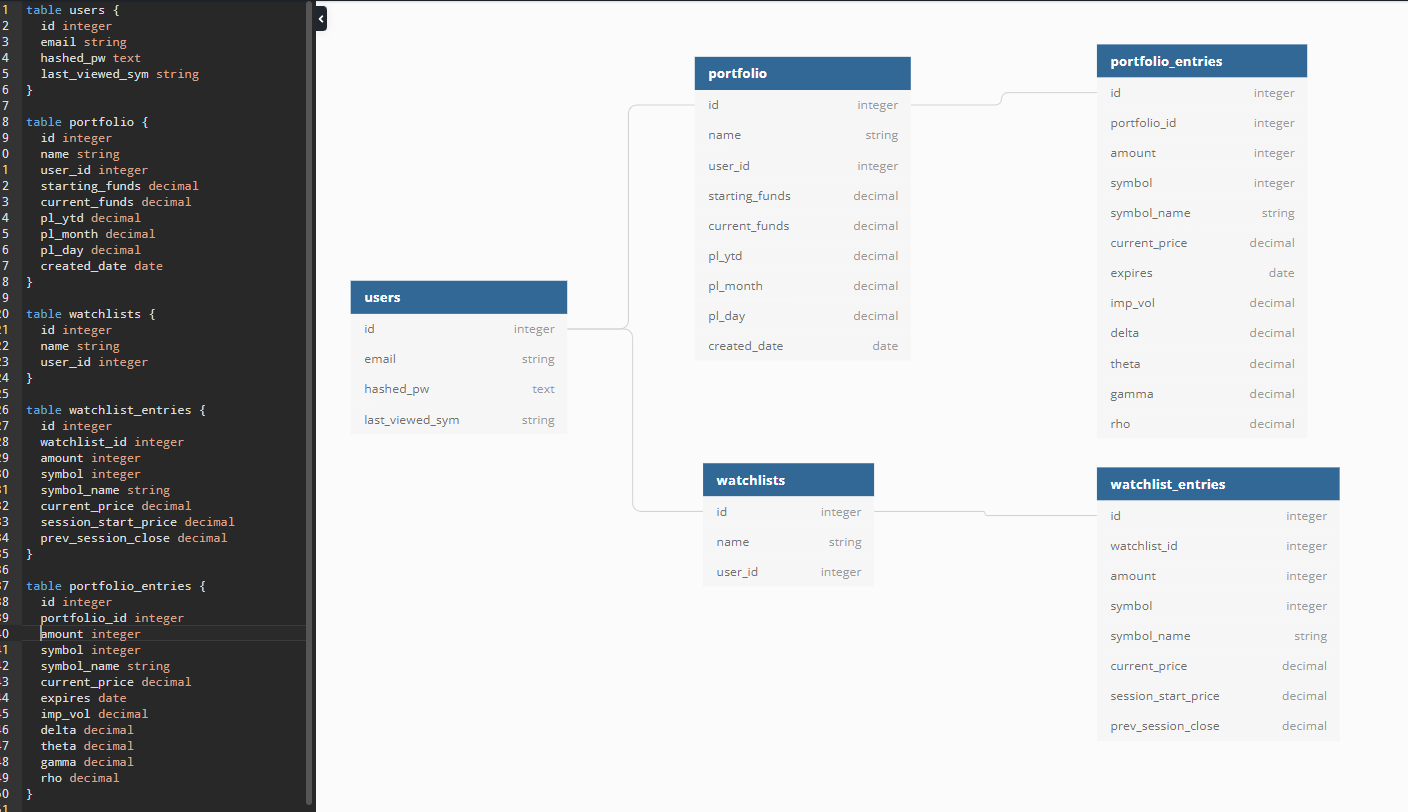 1 table users {
2 id integer
3 email string
4 hashed_pw text
5 last_viewed_sym string
6 }
7
8 table portfolio {
9 id integer
0 name string
1 user_id integer
2 starting_funds decimal
3 current_funds decimal
4 pl_ytd decimal
5 pl_month decimal
6 pl_day decimal
7 created_date date
8 }
9
20 table watchlists {
21 id integer
22 name string
23 user_id integer
24 }
25
26 table watchlist_entries {
27 id integer
28 watchlist_id integer
29 amount integer
30 symbol integer
31 symbol_name string
32 current_price decimal
33 session_start_price decimal
34 prev_session_close decimal
35 }
36
37 table portfolio_entries {
38 id integer
39 portfolio_id integer
40 amount integer
41 symbol integer
42 symbol_name string
43 current_price decimal
44 expires date
45 imp_vol decimal
46 delta decimal
47 theta decimal
48 gamma decimal
49 rho decimal
50 }
51
users
id integer
email string
hashed_pw text
last_viewed_sym string
portfolio
id integer
name string
user_id integer
starting_funds decimal
current_funds decimal
pl_ytd decimal
pl_month decimal
pl_day decimal
created_date date
watchlists
id integer
name string
user_id integer
portfolio_entries
id integer
portfolio_id integer
amount integer
symbol integer
symbol_name string
current_price decimal
expires date
imp_vol decimal
delta decimal
theta decimal
gamma decimal
rho decimal
watchlist_entries
id integer
watchlist_id integer
amount integer
symbol integer
symbol_name string
current_price decimal
session_start_price decimal
prev_session_close decimal